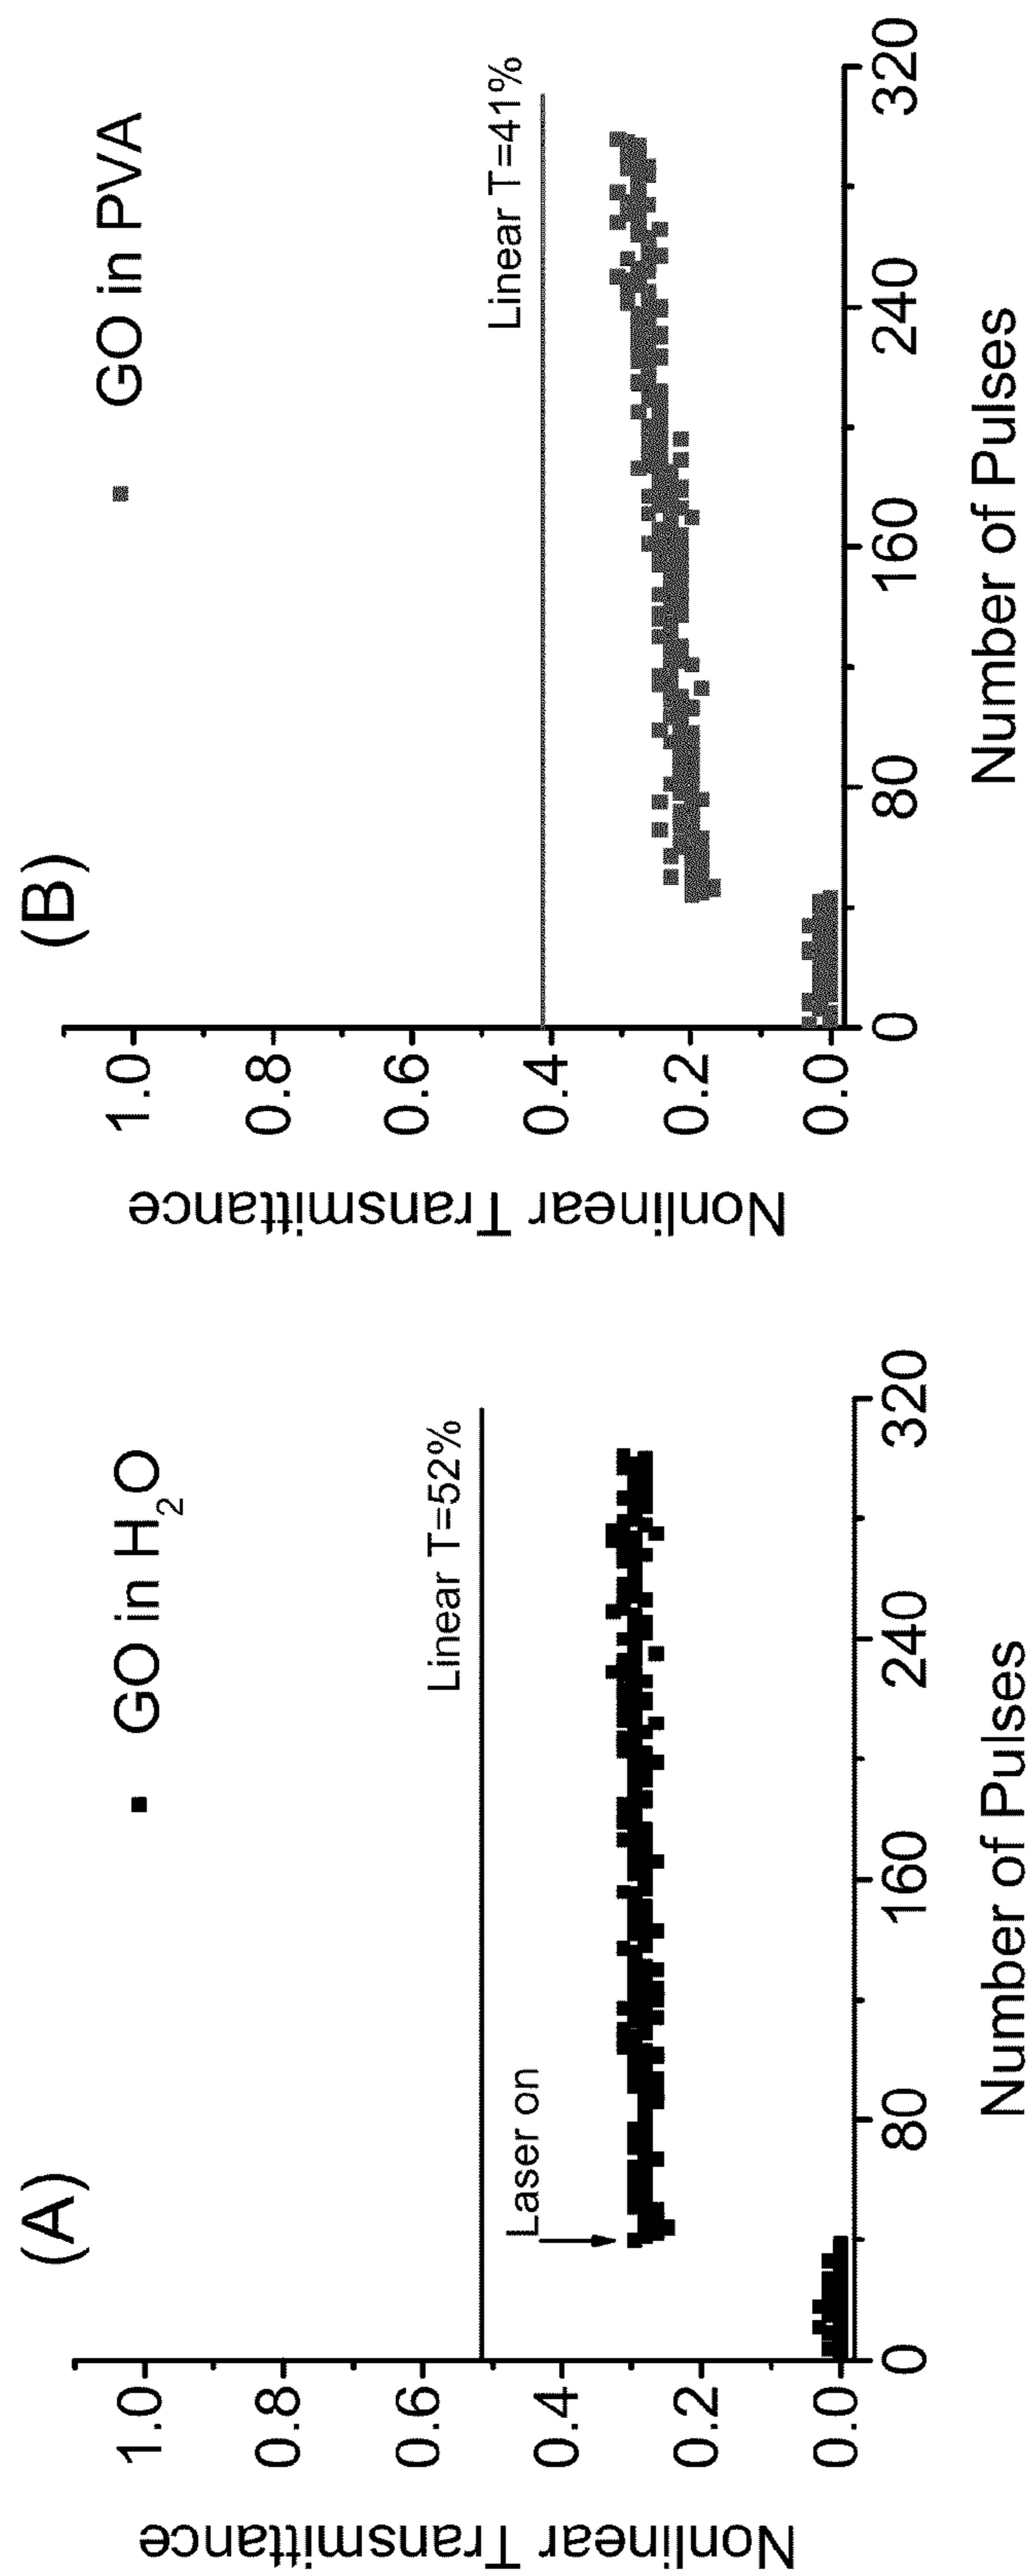 (A)
GO in H2O
Linear T=52%
Laser on
Nonlinear Transmittance
1.0
0.8
0.6
0.4
0.2
0.0
0 80 160 240 320
Number of Pulses
(B)
GO in PVA
Linear T=41%
Nonlinear Transmittance
1.0
0.8
0.6
0.4
0.2
0.0
0 80 160 240 320
Number of Pulses